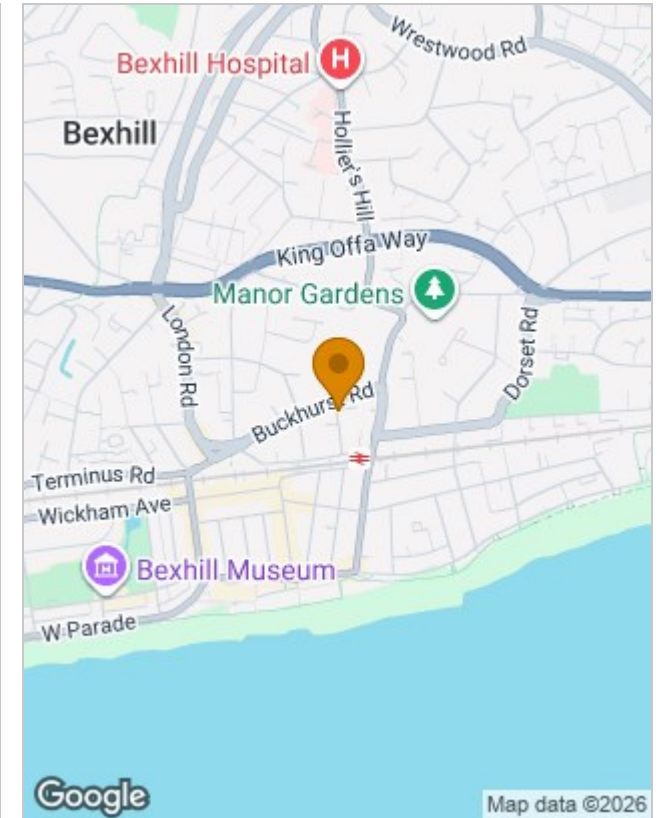 Wrestwood Rd
Bexhill Hospital
H
Bexhill
Hollier's Hill
King Offa Way
Manor Gardens
London Rd
Dorset Rd
Buckhurst Rd
Terminus Rd
Wickham Ave
Bexhill Museum
W Parade
Google
Map data ©2026